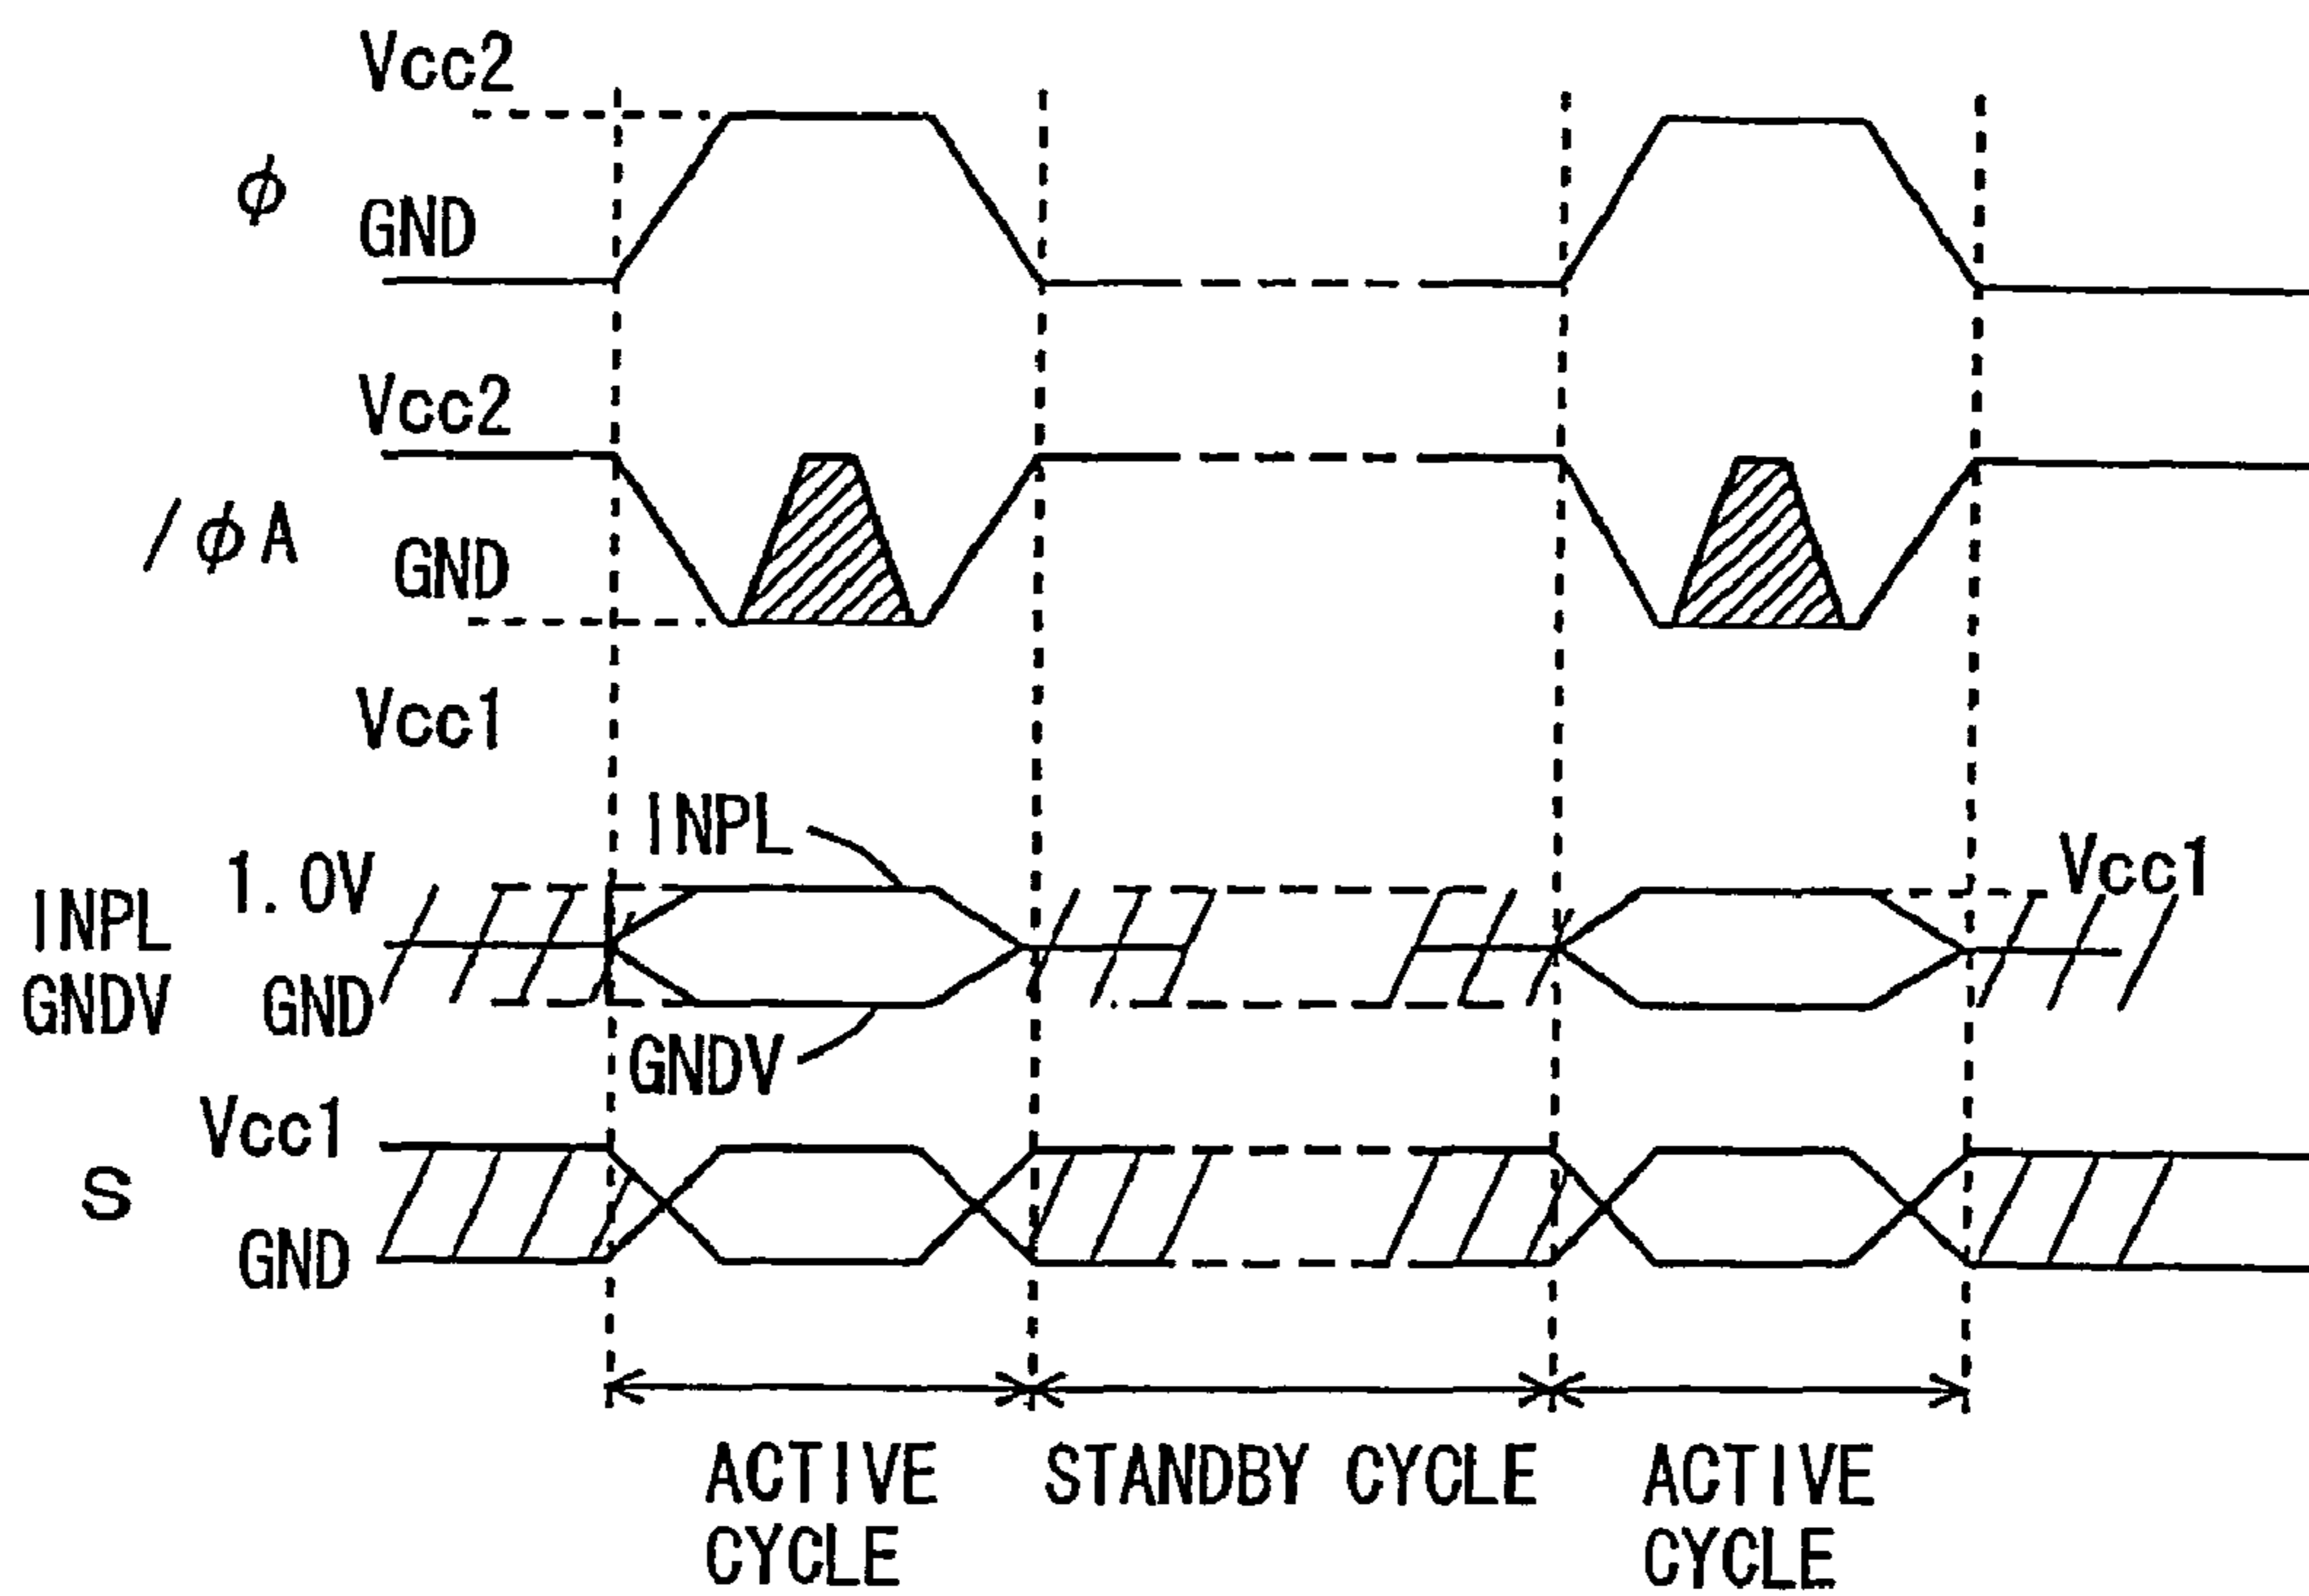 Vcc2
φ
GND
Vcc2
/φA
GND
Vcc1
INPL
1.0V
Vcc1
INPL
GNDV
GND
GNDV
Vcc1
S
GND
ACTIVE
CYCLE
STANDBY CYCLE
ACTIVE
CYCLE